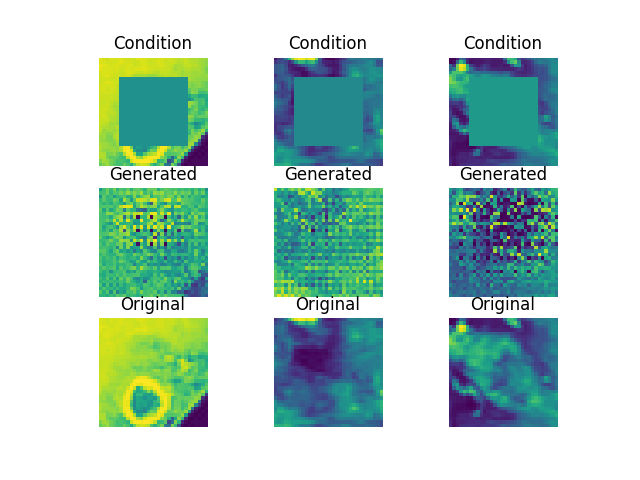 Condition Condition Condition
Generated Generated Generated
Original Original Original